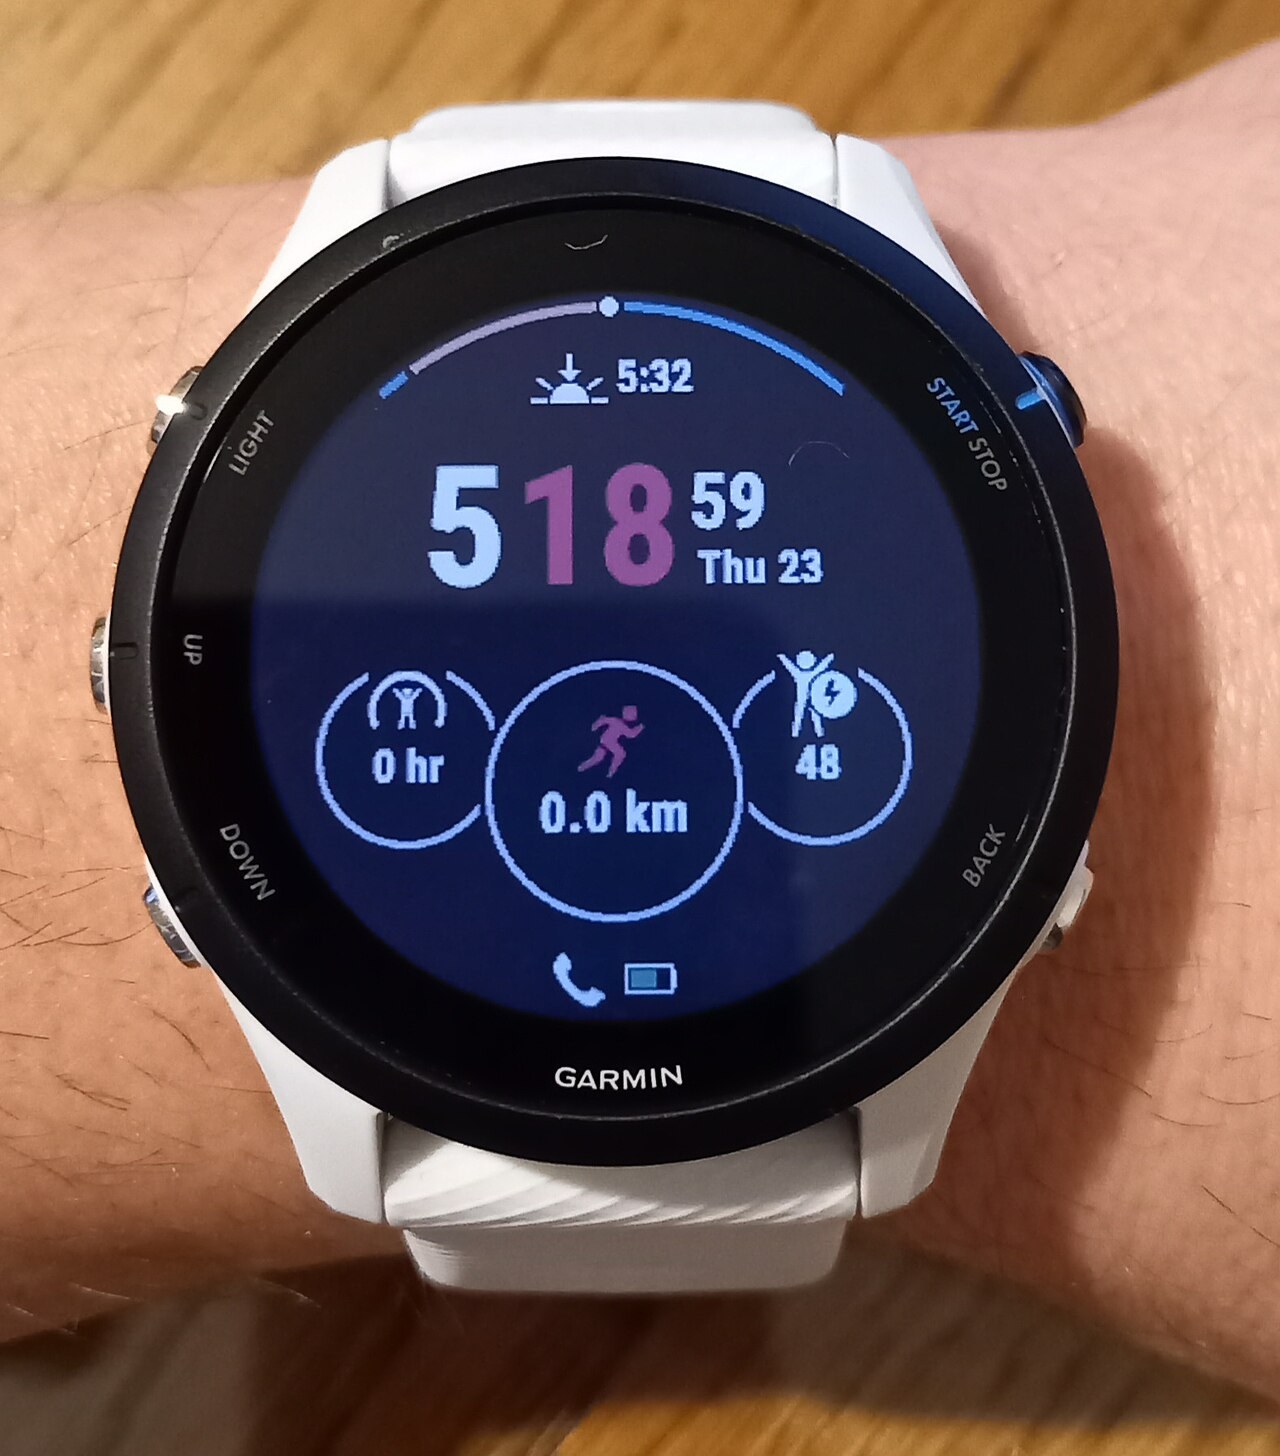 5:32
5 18 59
Thu 23
LIGHT
START STOP
UP
0 hr
0.0 km
48
DOWN
BACK
GARMIN